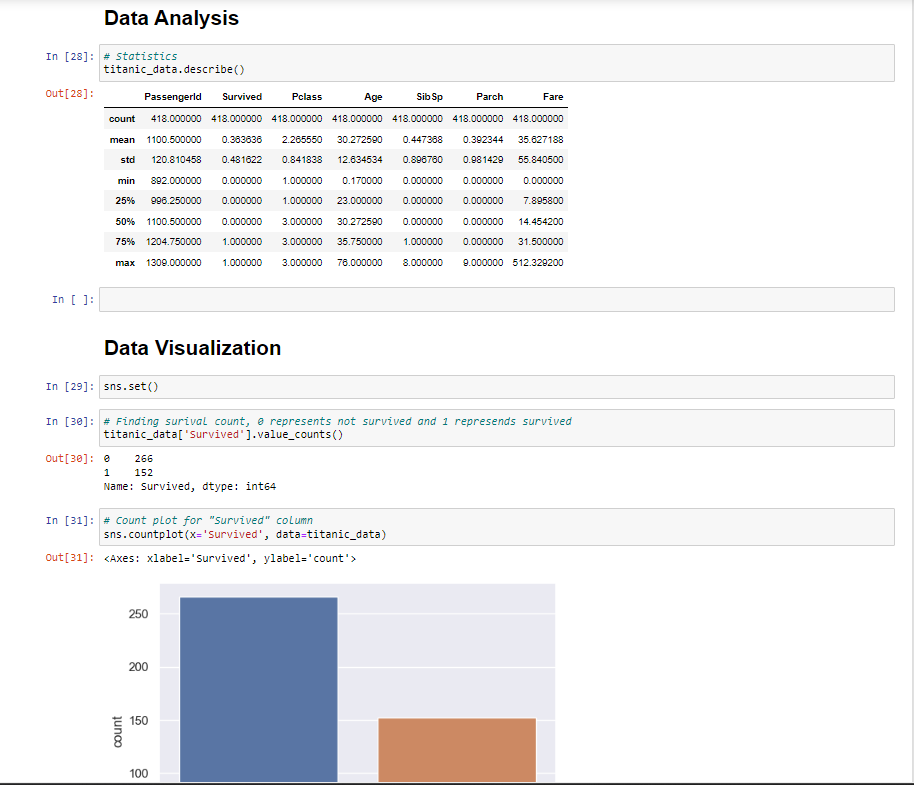 Data Analysis
In [28]: # Statistics
titanic_data.describe()
Out[28]:
PassengerId Survived Pclass Age SibSp Parch Fare
count 418.000000 418.000000 418.000000 418.000000 418.000000 418.000000 418.000000
mean 1100.500000 0.363636 2.265550 30.272590 0.447368 0.392344 35.627188
std 120.810458 0.481622 0.841838 12.634534 0.896760 0.981429 55.840500
min 892.000000 0.000000 1.000000 0.170000 0.000000 0.000000 0.000000
25% 996.250000 0.000000 1.000000 23.000000 0.000000 0.000000 7.895800
50% 1100.500000 0.000000 3.000000 30.272590 0.000000 0.000000 14.454200
75% 1204.750000 1.000000 3.000000 35.750000 1.000000 0.000000 31.500000
max 1309.000000 1.000000 3.000000 76.000000 8.000000 9.000000 512.329200
In [ ]:
Data Visualization
In [29]: sns.set()
In [30]: # Finding surival count, 0 represents not survived and 1 represends survived
titanic_data['Survived'].value_counts()
Out[30]: 0 266
1 152
Name: Survived, dtype: int64
In [31]: # Count plot for "Survived" column
sns.countplot(x='Survived', data=titanic_data)
Out[31]: <Axes: xlabel='Survived', ylabel='count'>
250
200
150
100
count